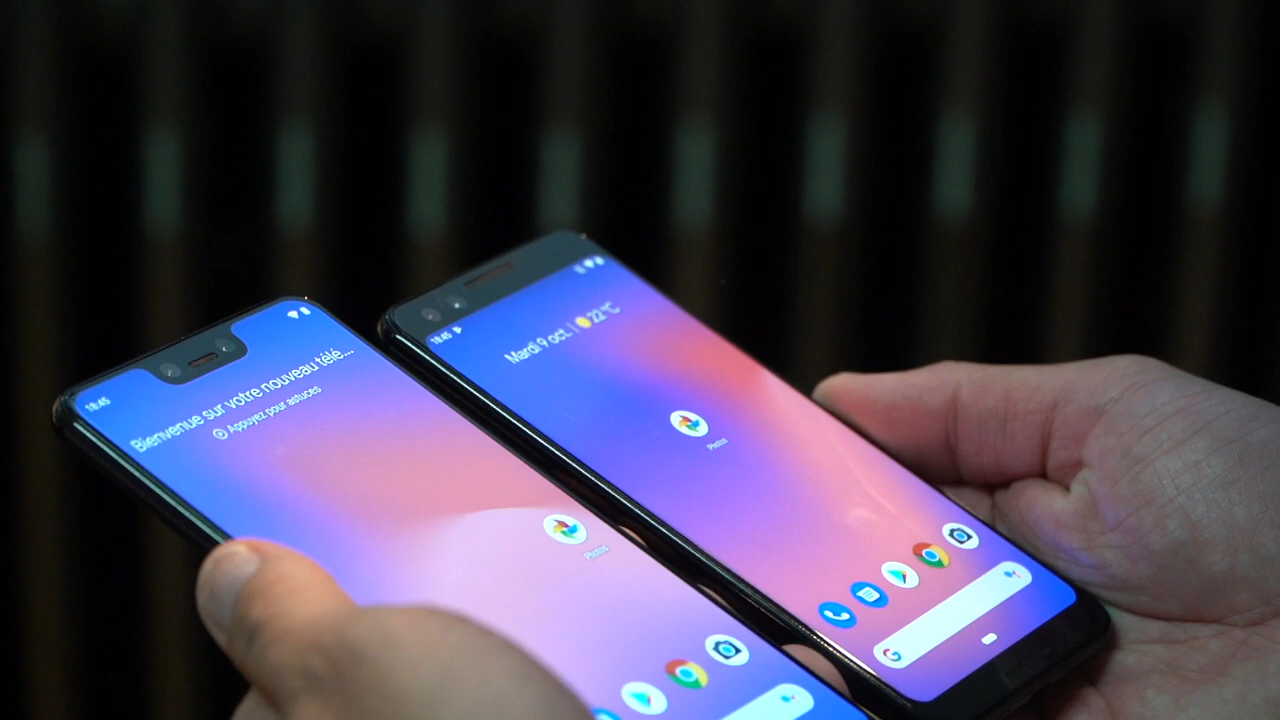 18:45
Bienvenue sur votre nouveau télé...
Appuyez pour astuces
Photos
18:45
Mardi 9 oct. | 22 °C
Photos